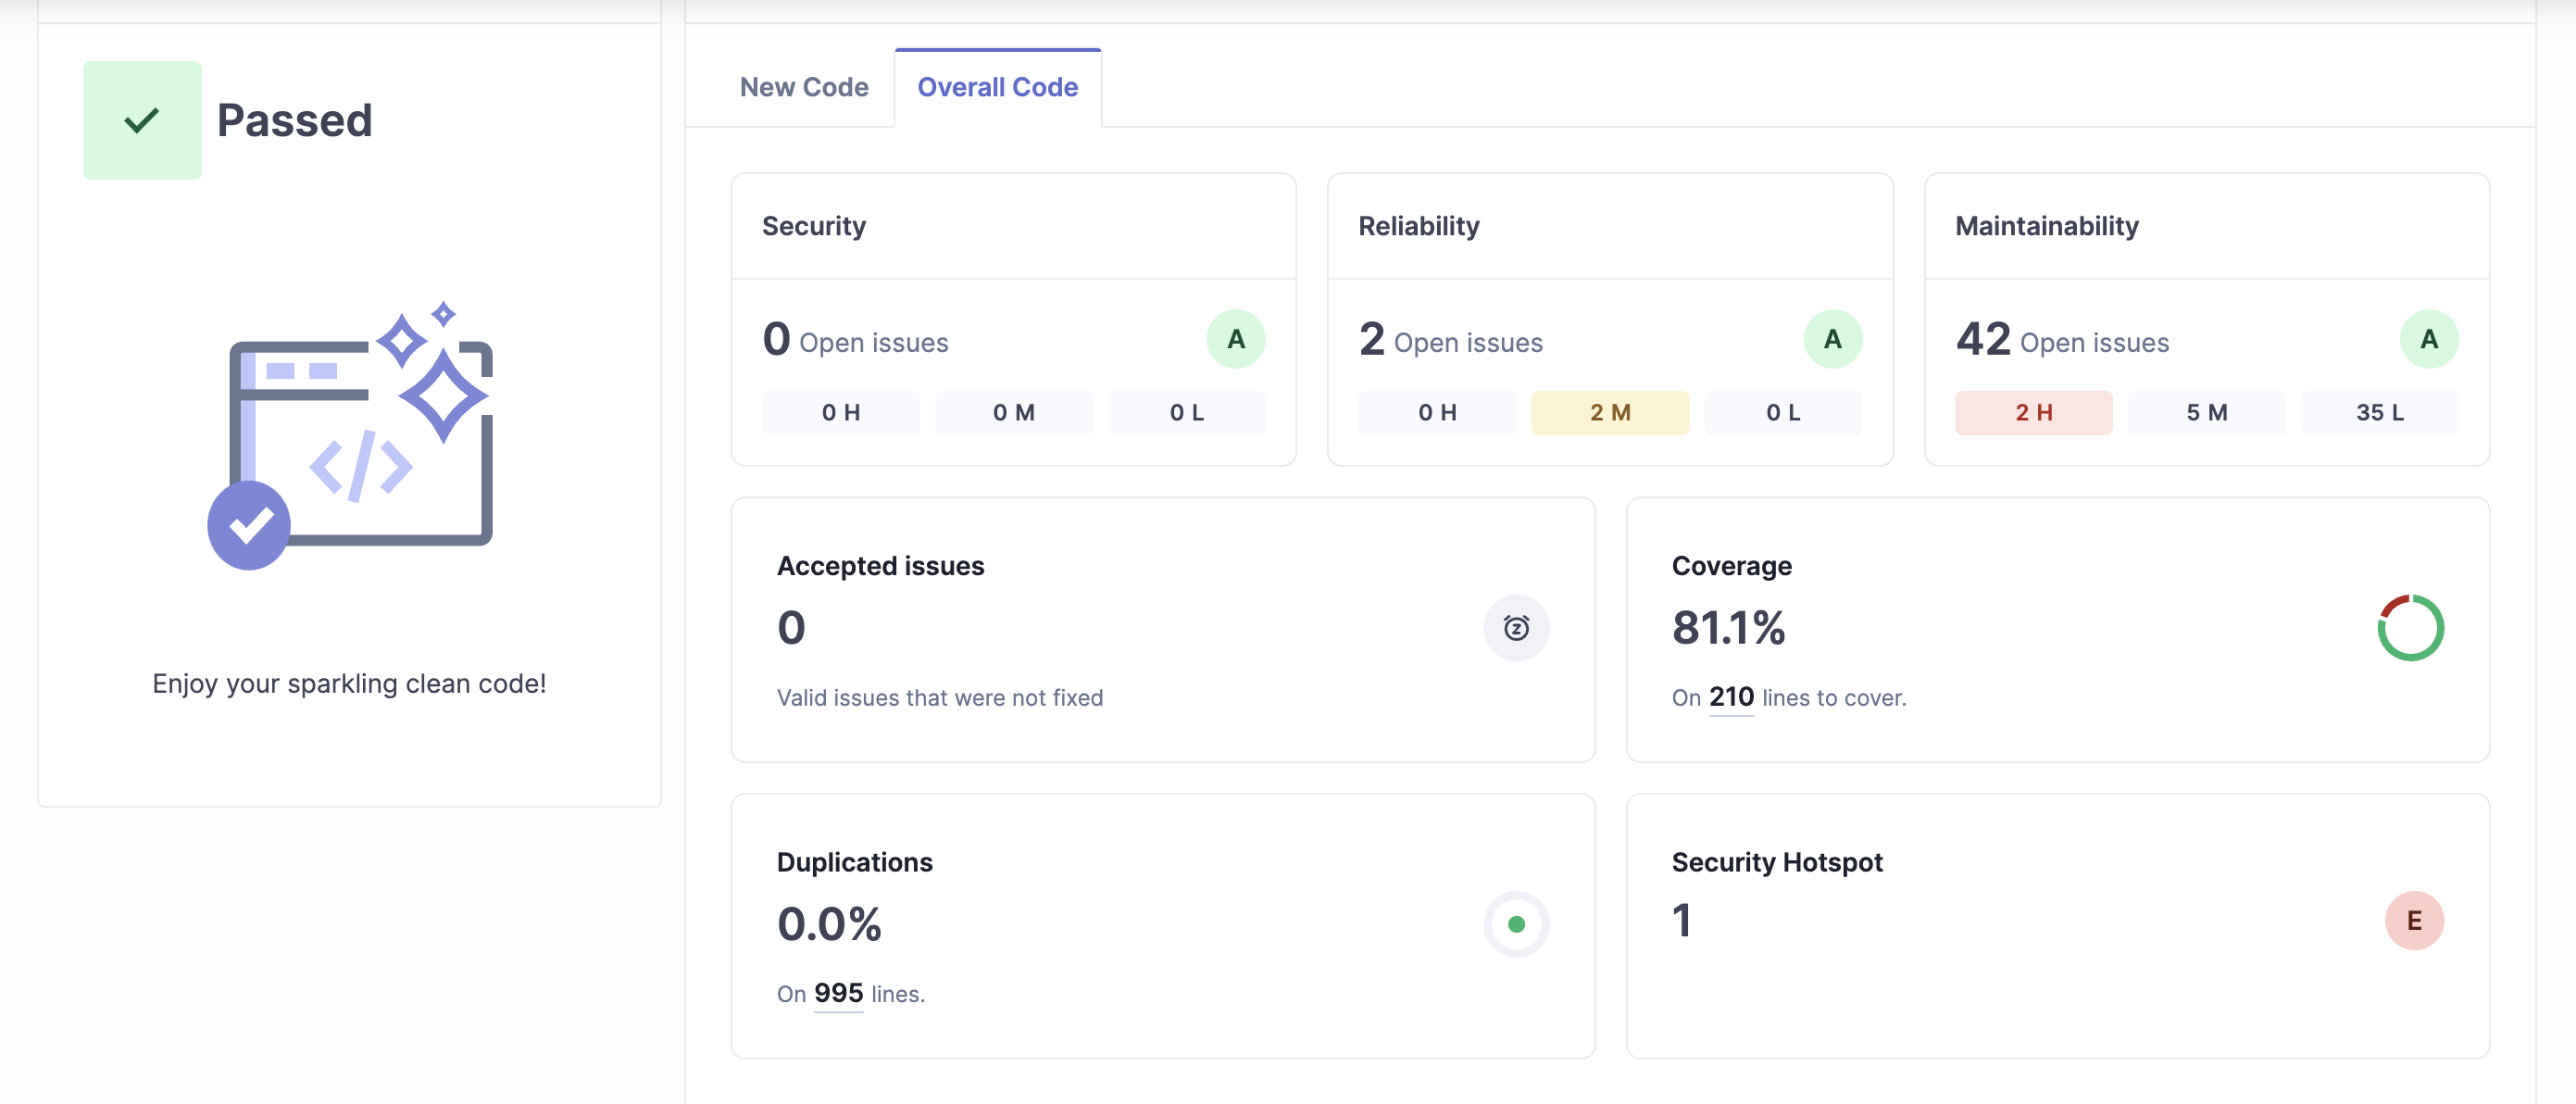 Passed
Enjoy your sparkling clean code!
New Code
Overall Code
Security
0 Open issues
A
0 H
0 M
0 L
Reliability
2 Open issues
A
0 H
2 M
0 L
Maintainability
42 Open issues
A
2 H
5 M
35 L
Accepted issues
0
Valid issues that were not fixed
Coverage
81.1%
On 210 lines to cover.
Duplications
0.0%
On 995 lines.
Security Hotspot
1
E